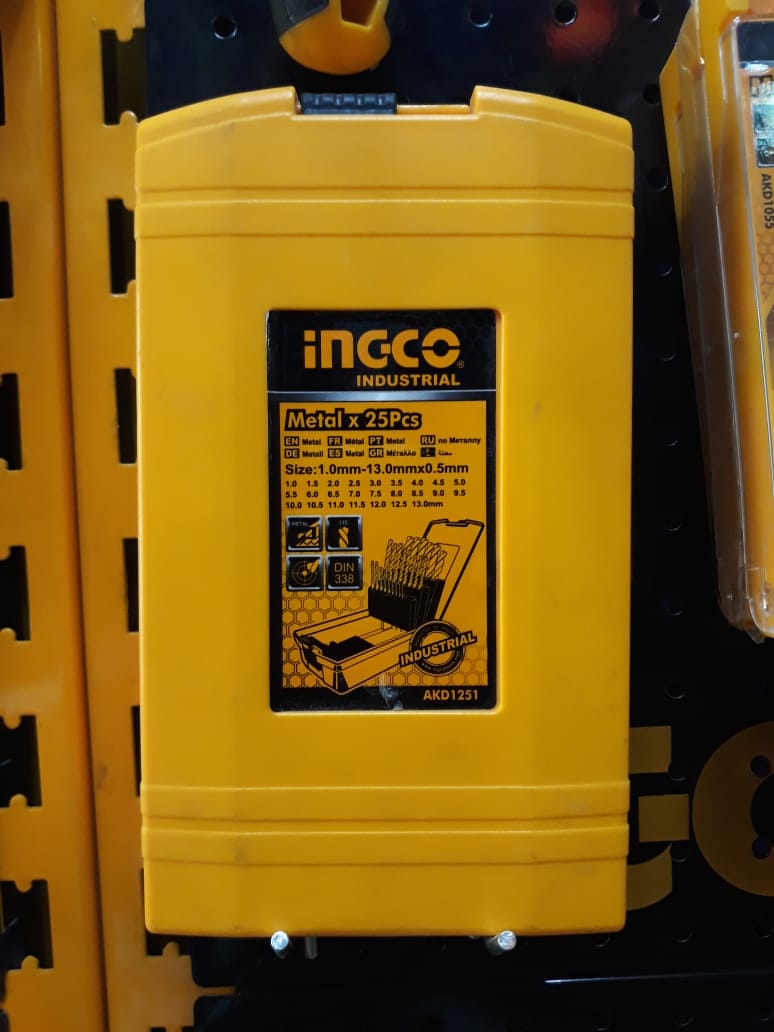 iNGCO®
INDUSTRIAL
Metal x 25Pcs
EN Metal FR Métal PT Metal RU по Металлу
DE Metall ES Metal GR Μέταλλο
Size:1.0mm-13.0mmx0.5mm
1.0 1.5 2.0 2.5 3.0 3.5 4.0 4.5 5.0
5.5 6.0 6.5 7.0 7.5 8.0 8.5 9.0 9.5
10.0 10.5 11.0 11.5 12.0 12.5 13.0mm
METAL
DIN
338
INDUSTRIAL
AKD1251
AKD1055